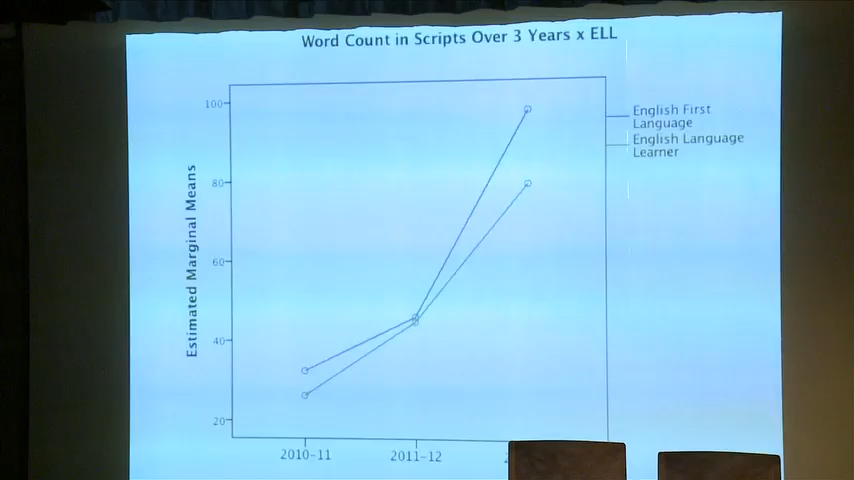 Word Count in Scripts Over 3 Years x ELL
100
80
60
40
20
Estimated Marginal Means
English First
Language
English Language
Learner
2010-11
2011-12